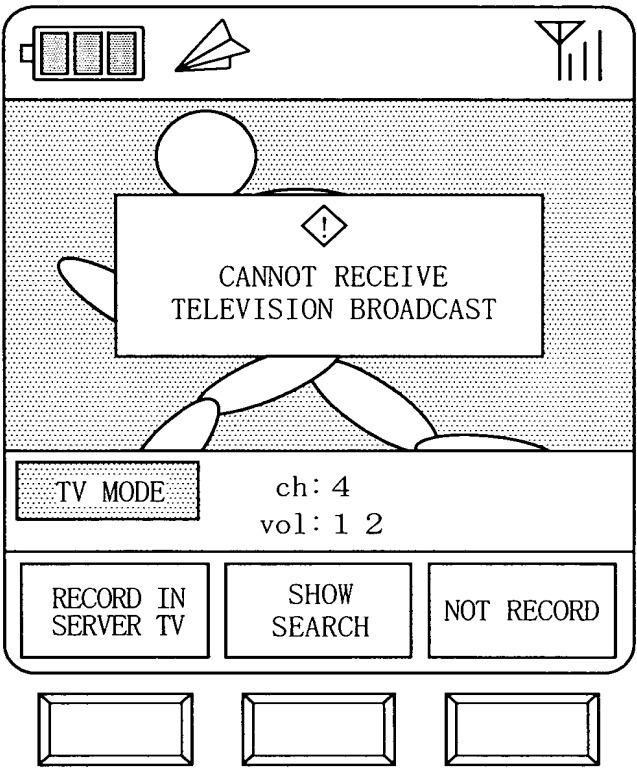 !
CANNOT RECEIVE
TELEVISION BROADCAST
TV MODE
ch: 4
vol: 1 2
RECORD IN
SERVER TV
SHOW
SEARCH
NOT RECORD